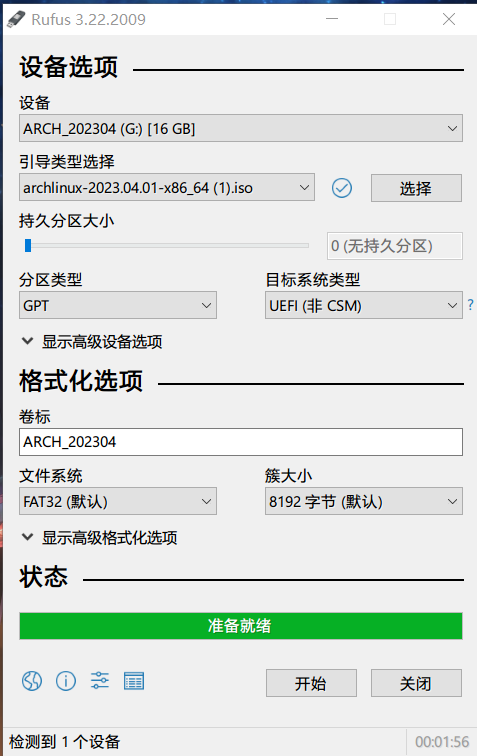 Rufus 3.22.2009
设备选项
设备
ARCH_202304 (G:) [16 GB]
引导类型选择
archlinux-2023.04.01-x86_64 (1).iso
选择
持久分区大小
0 (无持久分区)
分区类型
目标系统类型
GPT
UEFI (非 CSM)
?
显示高级设备选项
格式化选项
卷标
ARCH_202304
文件系统
簇大小
FAT32 (默认)
8192 字节 (默认)
显示高级格式化选项
状态
准备就绪
开始
关闭
检测到 1 个设备
00:01:56